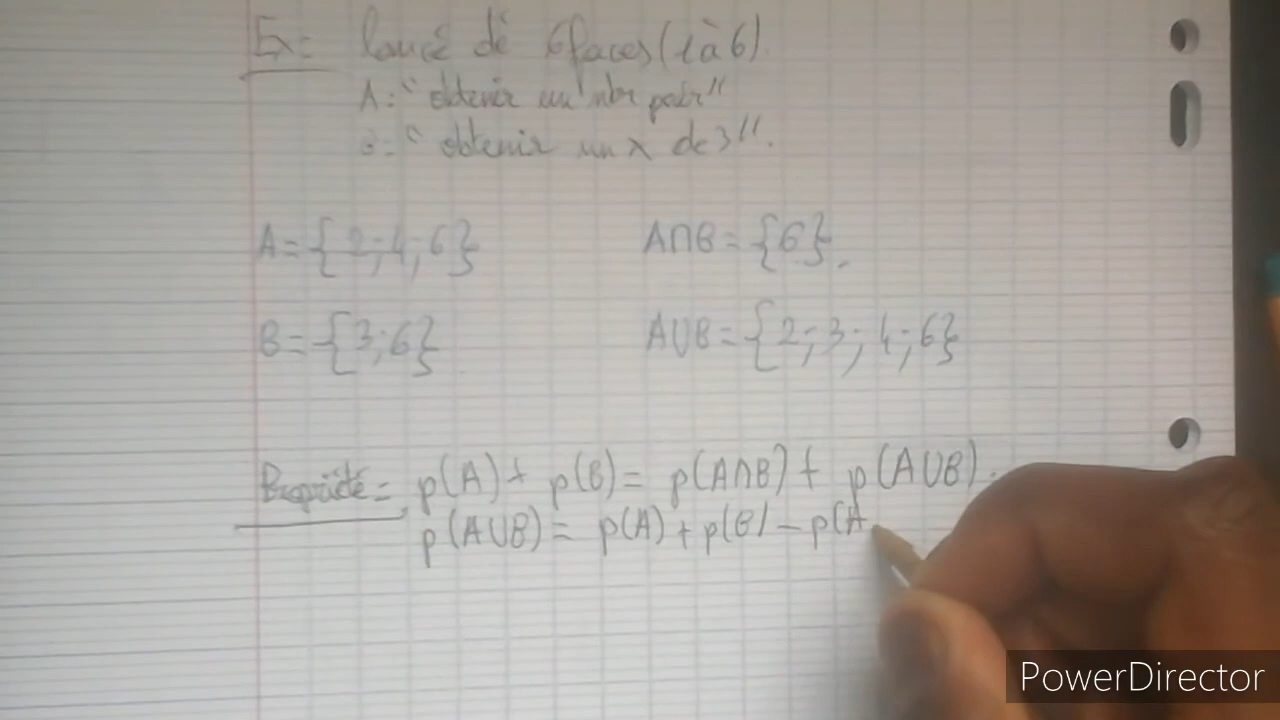 Ex: lancé dé 6 faces (1 à 6).
A: "obtenir un nbr pair"
B: "obtenir un x de 3".
A = {2;4;6} A∩B = {6}.
B = {3;6} A∪B = {2;3;4;6}
Propriété: p(A) + p(B) = p(A∩B) + p(A∪B).
p(A∪B) = p(A) + p(B) - p(A
PowerDirector